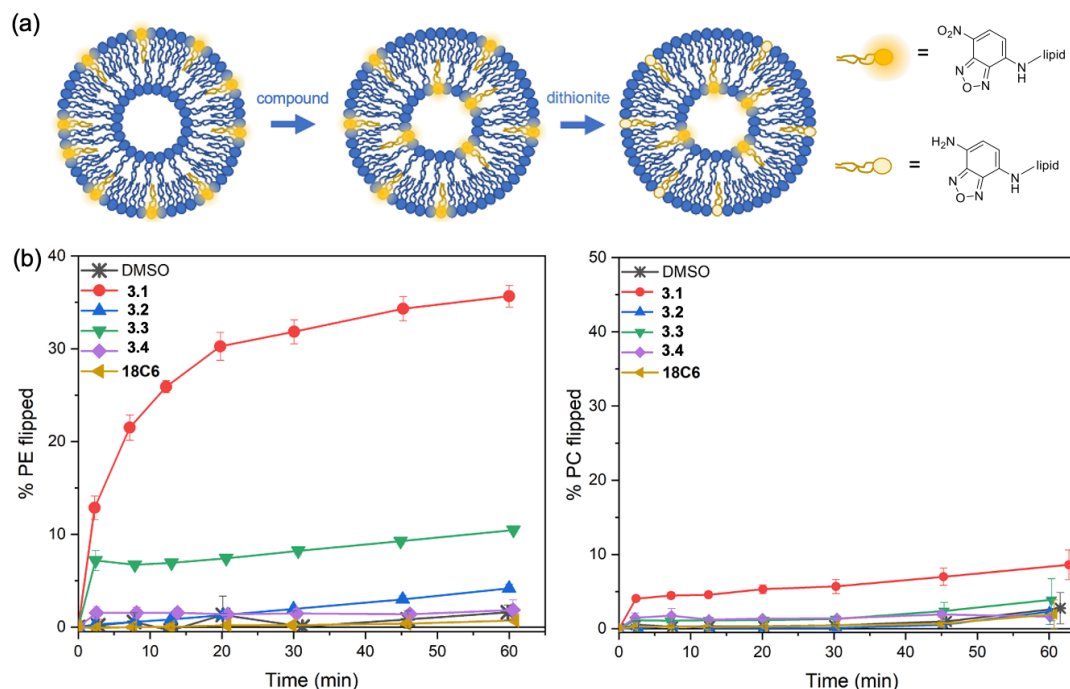 (a)
compound
dithionite
=
O₂N
N
O
N
N
H
lipid
=
H₂N
N
O
N
N
H
lipid
(b)
% PE flipped
40
30
20
10
0
DMSO
3.1
3.2
3.3
3.4
18C6
0 10 20 30 40 50 60
Time (min)
% PC flipped
50
40
30
20
10
0
DMSO
3.1
3.2
3.3
3.4
18C6
0 10 20 30 40 50 60
Time (min)